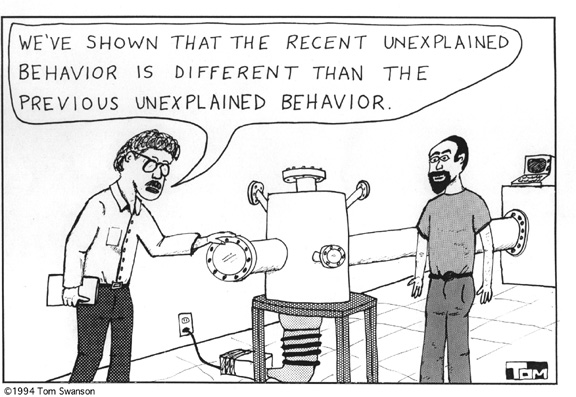 WE'VE SHOWN THAT THE RECENT UNEXPLAINED
BEHAVIOR IS DIFFERENT THAN THE
PREVIOUS UNEXPLAINED BEHAVIOR.
TOM
©1994 Tom Swanson